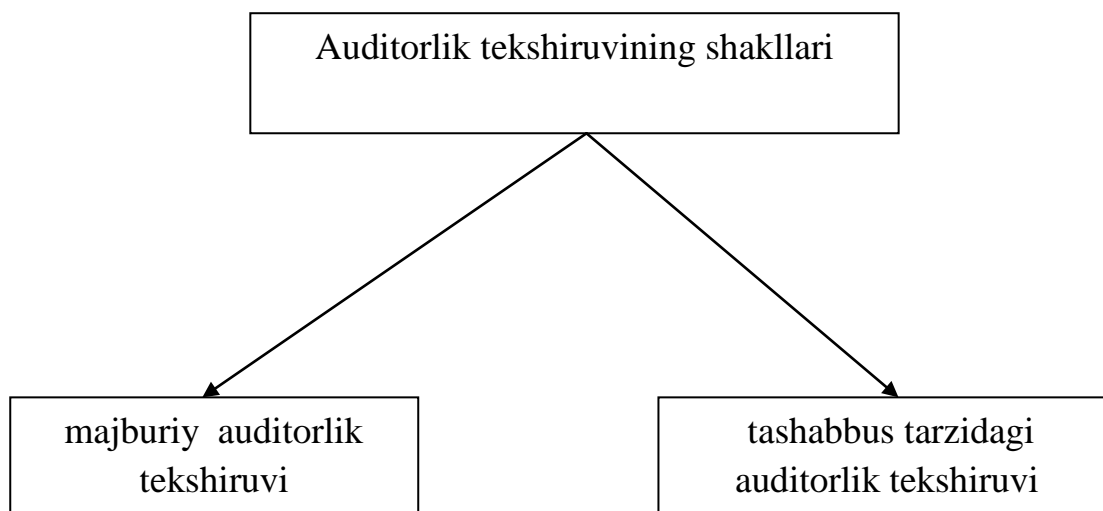 Auditorlik tekshiruvining shakllari
majburiy auditorlik
tekshiruvi
tashabbus tarzidagi
auditorlik tekshiruvi